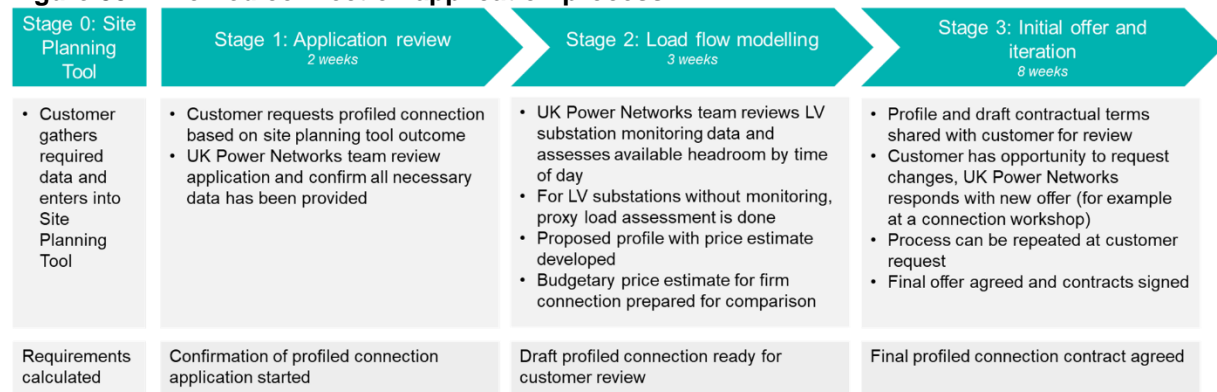 Figure connection application process
Stage 0: Site
Planning
Tool
Stage 1: Application review
2 weeks
Stage 2: Load flow modelling
3 weeks
Stage 3: Initial offer and
iteration
8 weeks
• Customer
gathers
required
data and
enters into
Site
Planning
Tool
• Customer requests profiled connection
based on site planning tool outcome
• UK Power Networks team review
application and confirm all necessary
data has been provided
• UK Power Networks team reviews LV
substation monitoring data and
assesses available headroom by time
of day
• For LV substations without monitoring,
proxy load assessment is done
• Proposed profile with price estimate
developed
• Budgetary price estimate for firm
connection prepared for comparison
• Profile and draft contractual terms
shared with customer for review
• Customer has opportunity to request
changes, UK Power Networks
responds with new offer (for example
at a connection workshop)
• Process can be repeated at customer
request
• Final offer agreed and contracts signed
Requirements
calculated
Confirmation of profiled connection
application started
Draft profiled connection ready for
customer review
Final profiled connection contract agreed